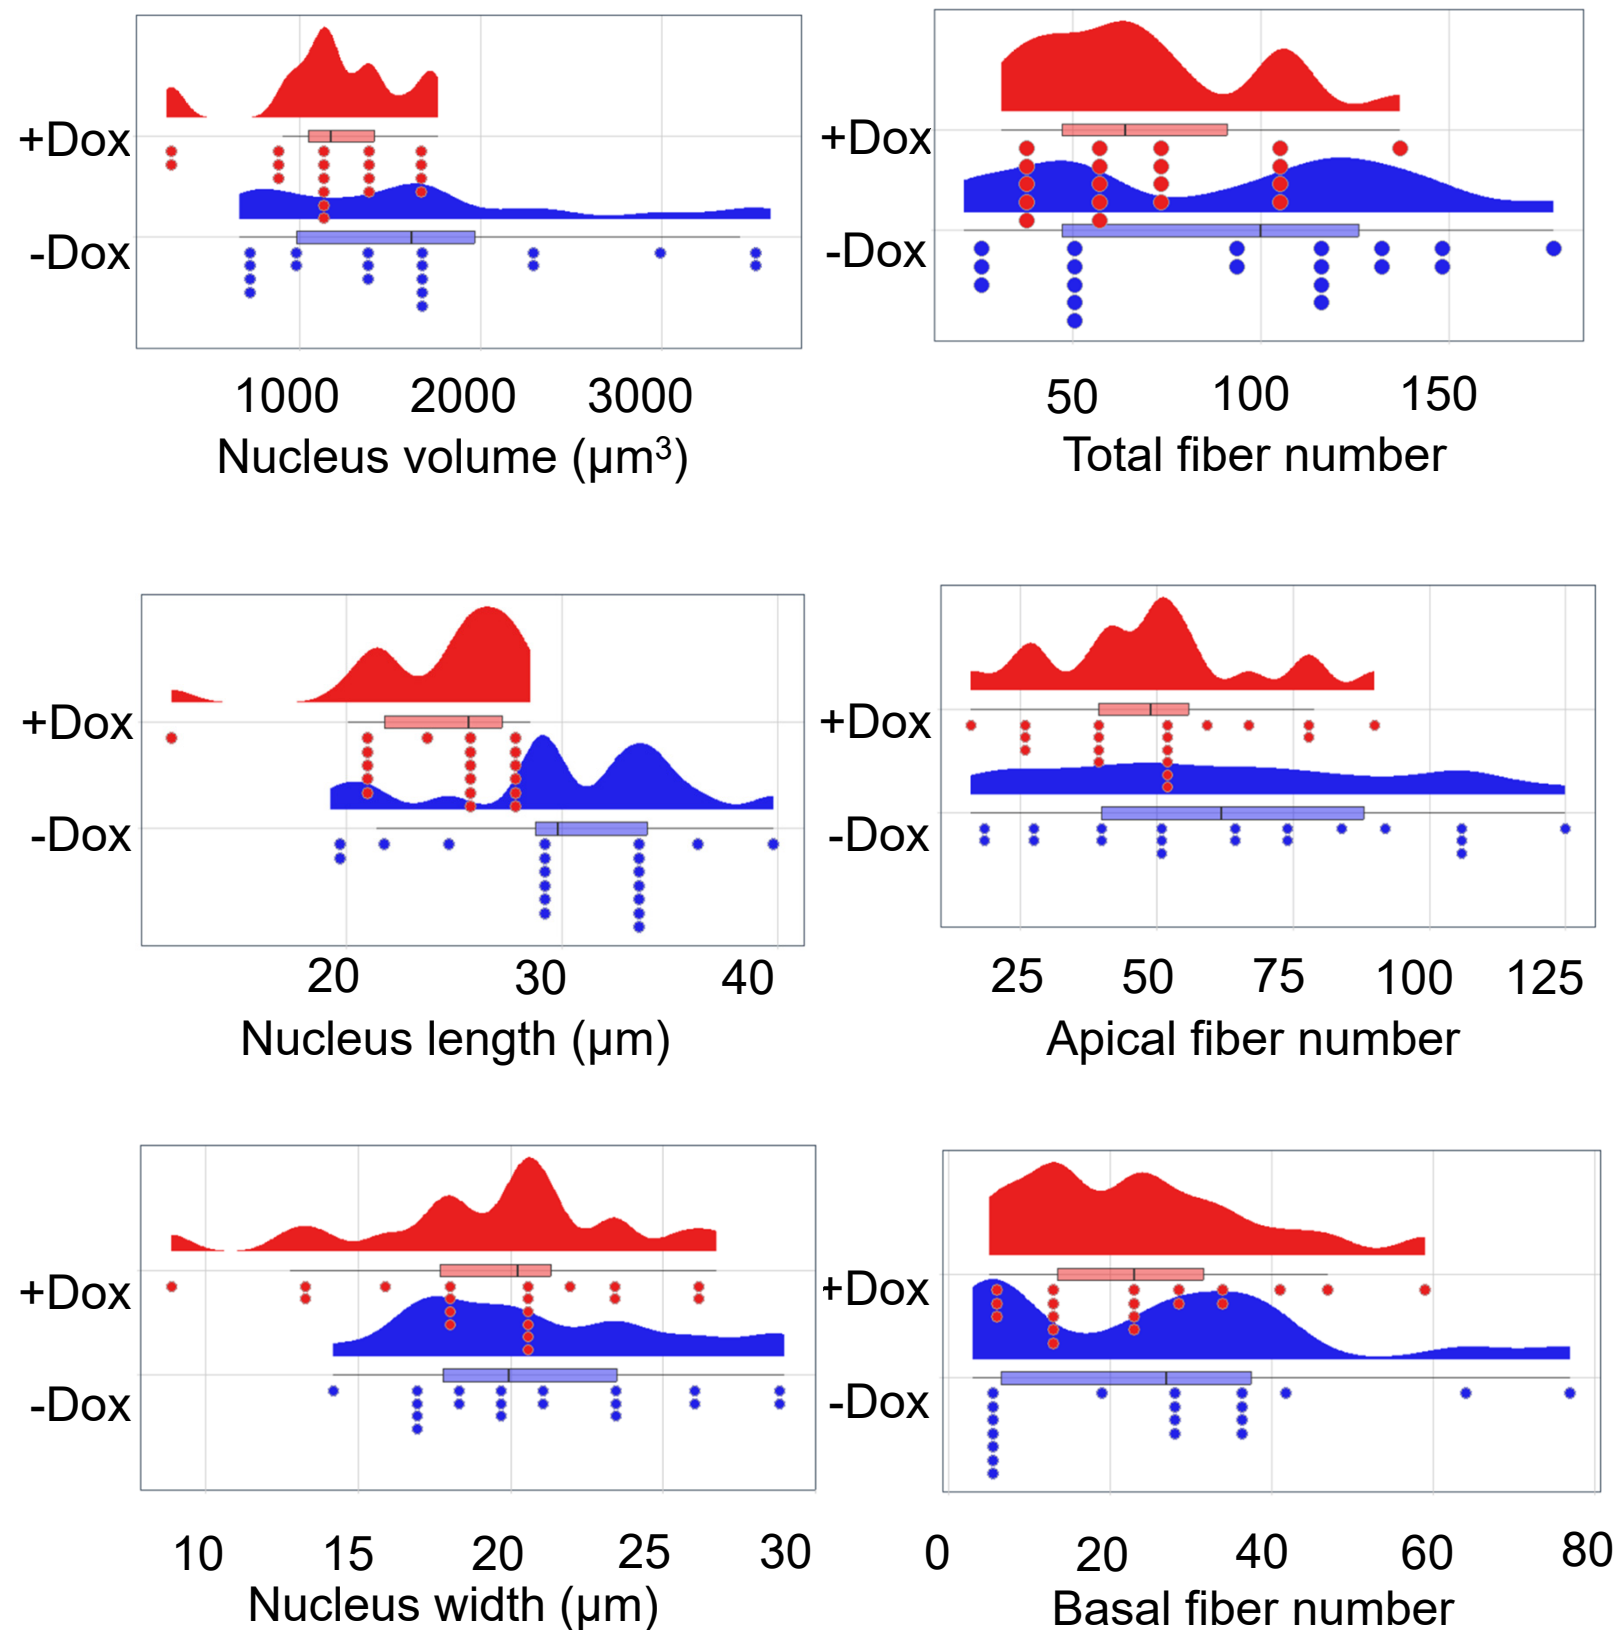 +Dox
-Dox
1000 2000 3000
Nucleus volume (µm³)
+Dox
-Dox
50 100 150
Total fiber number
+Dox
-Dox
20 30 40
Nucleus length (µm)
+Dox
-Dox
25 50 75 100 125
Apical fiber number
+Dox
-Dox
10 15 20 25 30
Nucleus width (µm)
+Dox
-Dox
0 20 40 60 80
Basal fiber number